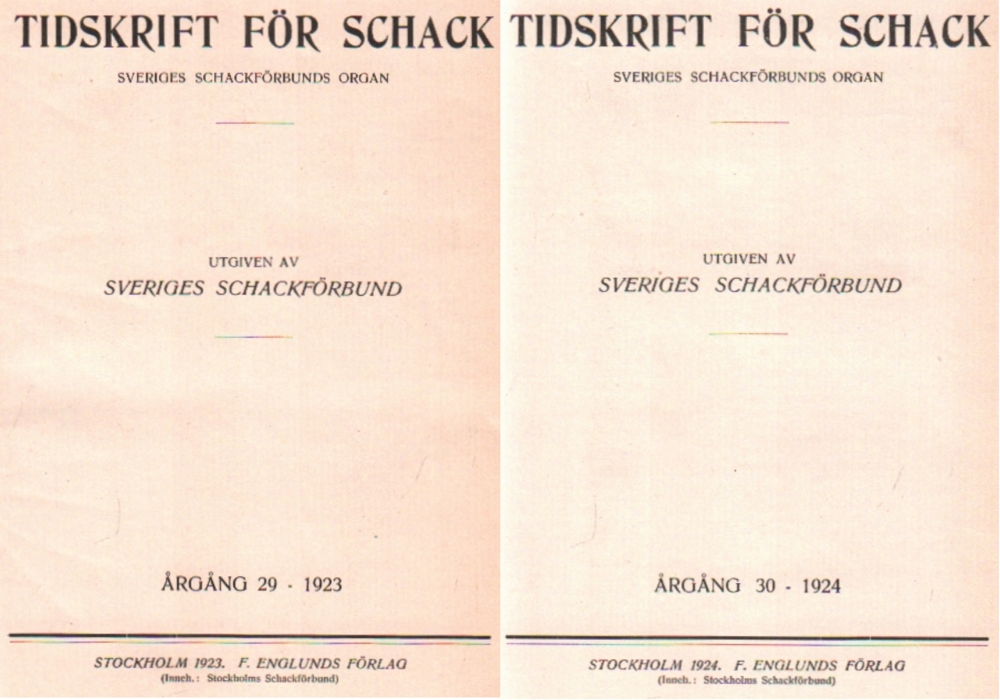 TIDSKRIFT FÖR SCHACK
SVERIGES SCHACKFÖRBUNDS ORGAN
UTGIVEN AV
SVERIGES SCHACKFÖRBUND
ÅRGÅNG 29 - 1923
STOCKHOLM 1923. F. ENGLUNDS FÖRLAG
(Inneh.: Stockholms Schackförbund)
TIDSKRIFT FÖR SCHACK
SVERIGES SCHACKFÖRBUNDS ORGAN
UTGIVEN AV
SVERIGES SCHACKFÖRBUND
ÅRGÅNG 30 - 1924
STOCKHOLM 1924. F. ENGLUNDS FÖRLAG
(Inneh.: Stockholms Schackförbund)